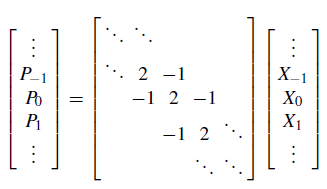 ⋮ ⋱ ⋱ ⋮
P₋₁ ⋱ 2 −1 X₋₁
P₀ = −1 2 −1 X₀
P₁ −1 2 ⋱ X₁
⋮ ⋱ ⋱ ⋮